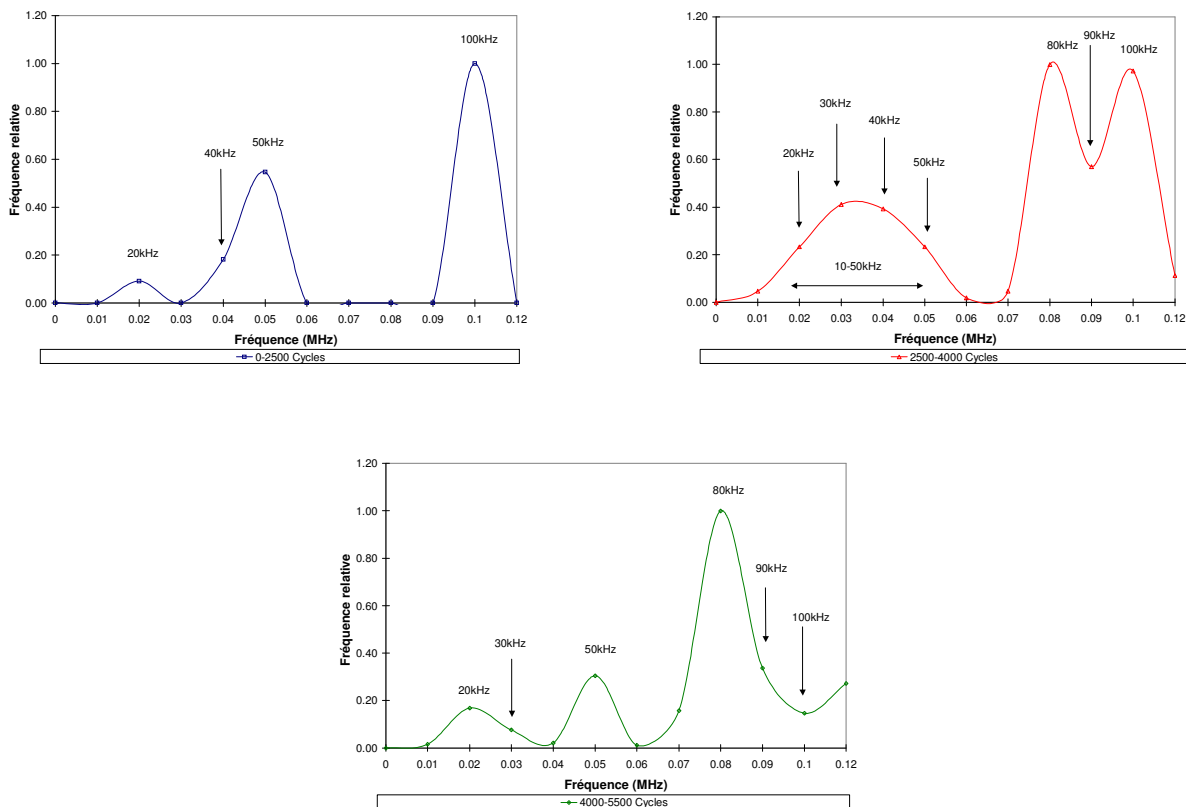 1.20
1.00
0.80
0.60
0.40
0.20
0.00
Fréquence relative
20kHz
40kHz
50kHz
100kHz
0 0.01 0.02 0.03 0.04 0.05 0.06 0.07 0.08 0.09 0.1 0.12
Fréquence (MHz)
0-2500 Cycles
1.20
1.00
0.80
0.60
0.40
0.20
0.00
Fréquence relative
20kHz
30kHz
40kHz
50kHz
10-50kHz
80kHz
90kHz
100kHz
0 0.01 0.02 0.03 0.04 0.05 0.06 0.07 0.08 0.09 0.1 0.12
Fréquence (MHz)
2500-4000 Cycles
1.20
1.00
0.80
0.60
0.40
0.20
0.00
Fréquence relative
20kHz
30kHz
50kHz
80kHz
90kHz
100kHz
0 0.01 0.02 0.03 0.04 0.05 0.06 0.07 0.08 0.09 0.1 0.12
Fréquence (MHz)
4000-5500 Cycles